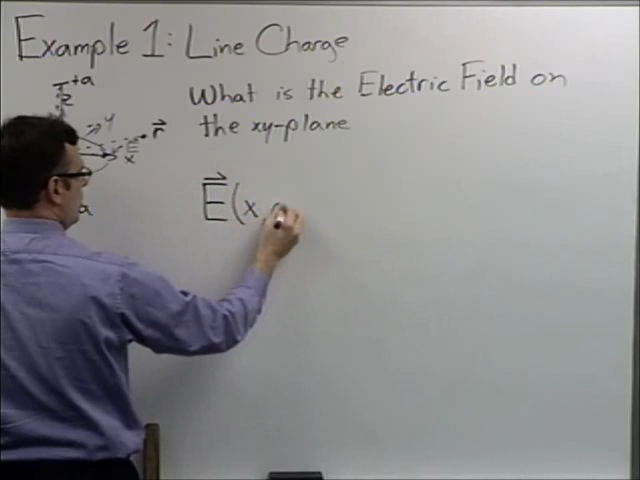 Example 1: Line Charge
+a
z
What is the Electric Field on
y
r
the xy-plane
x
a
E(x,